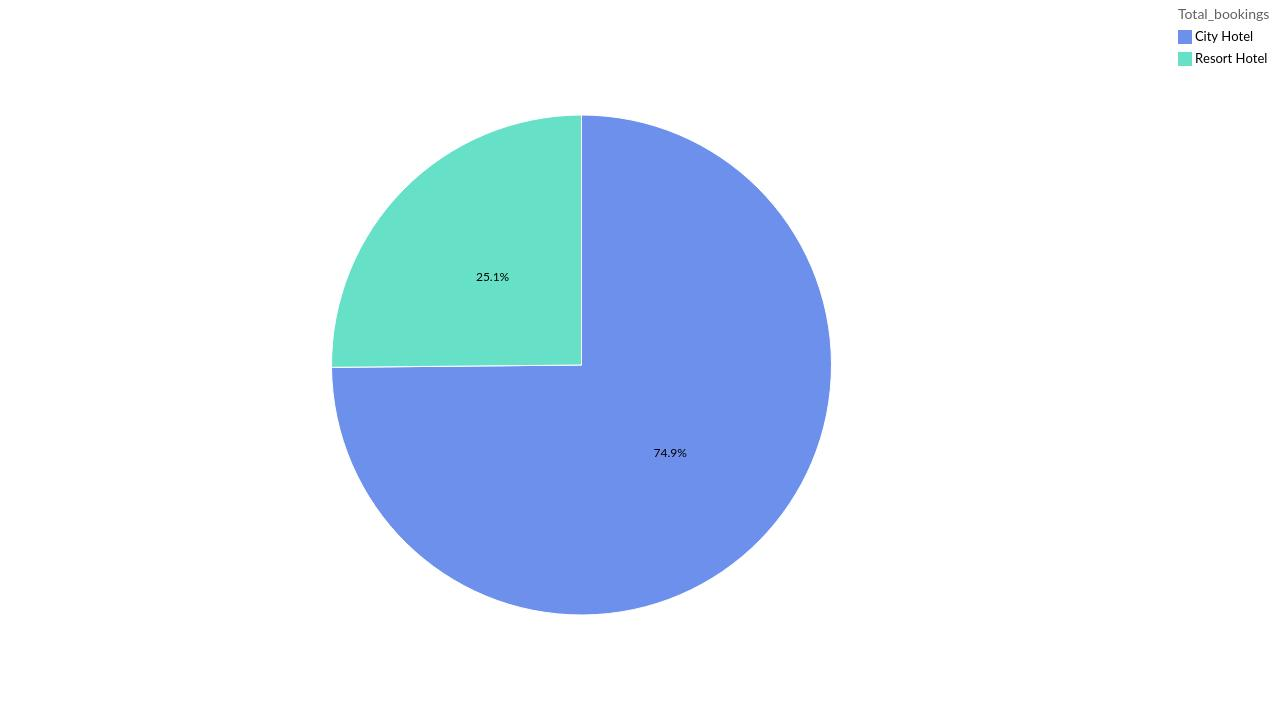 Total_bookings
City Hotel
Resort Hotel
25.1%
74.9%